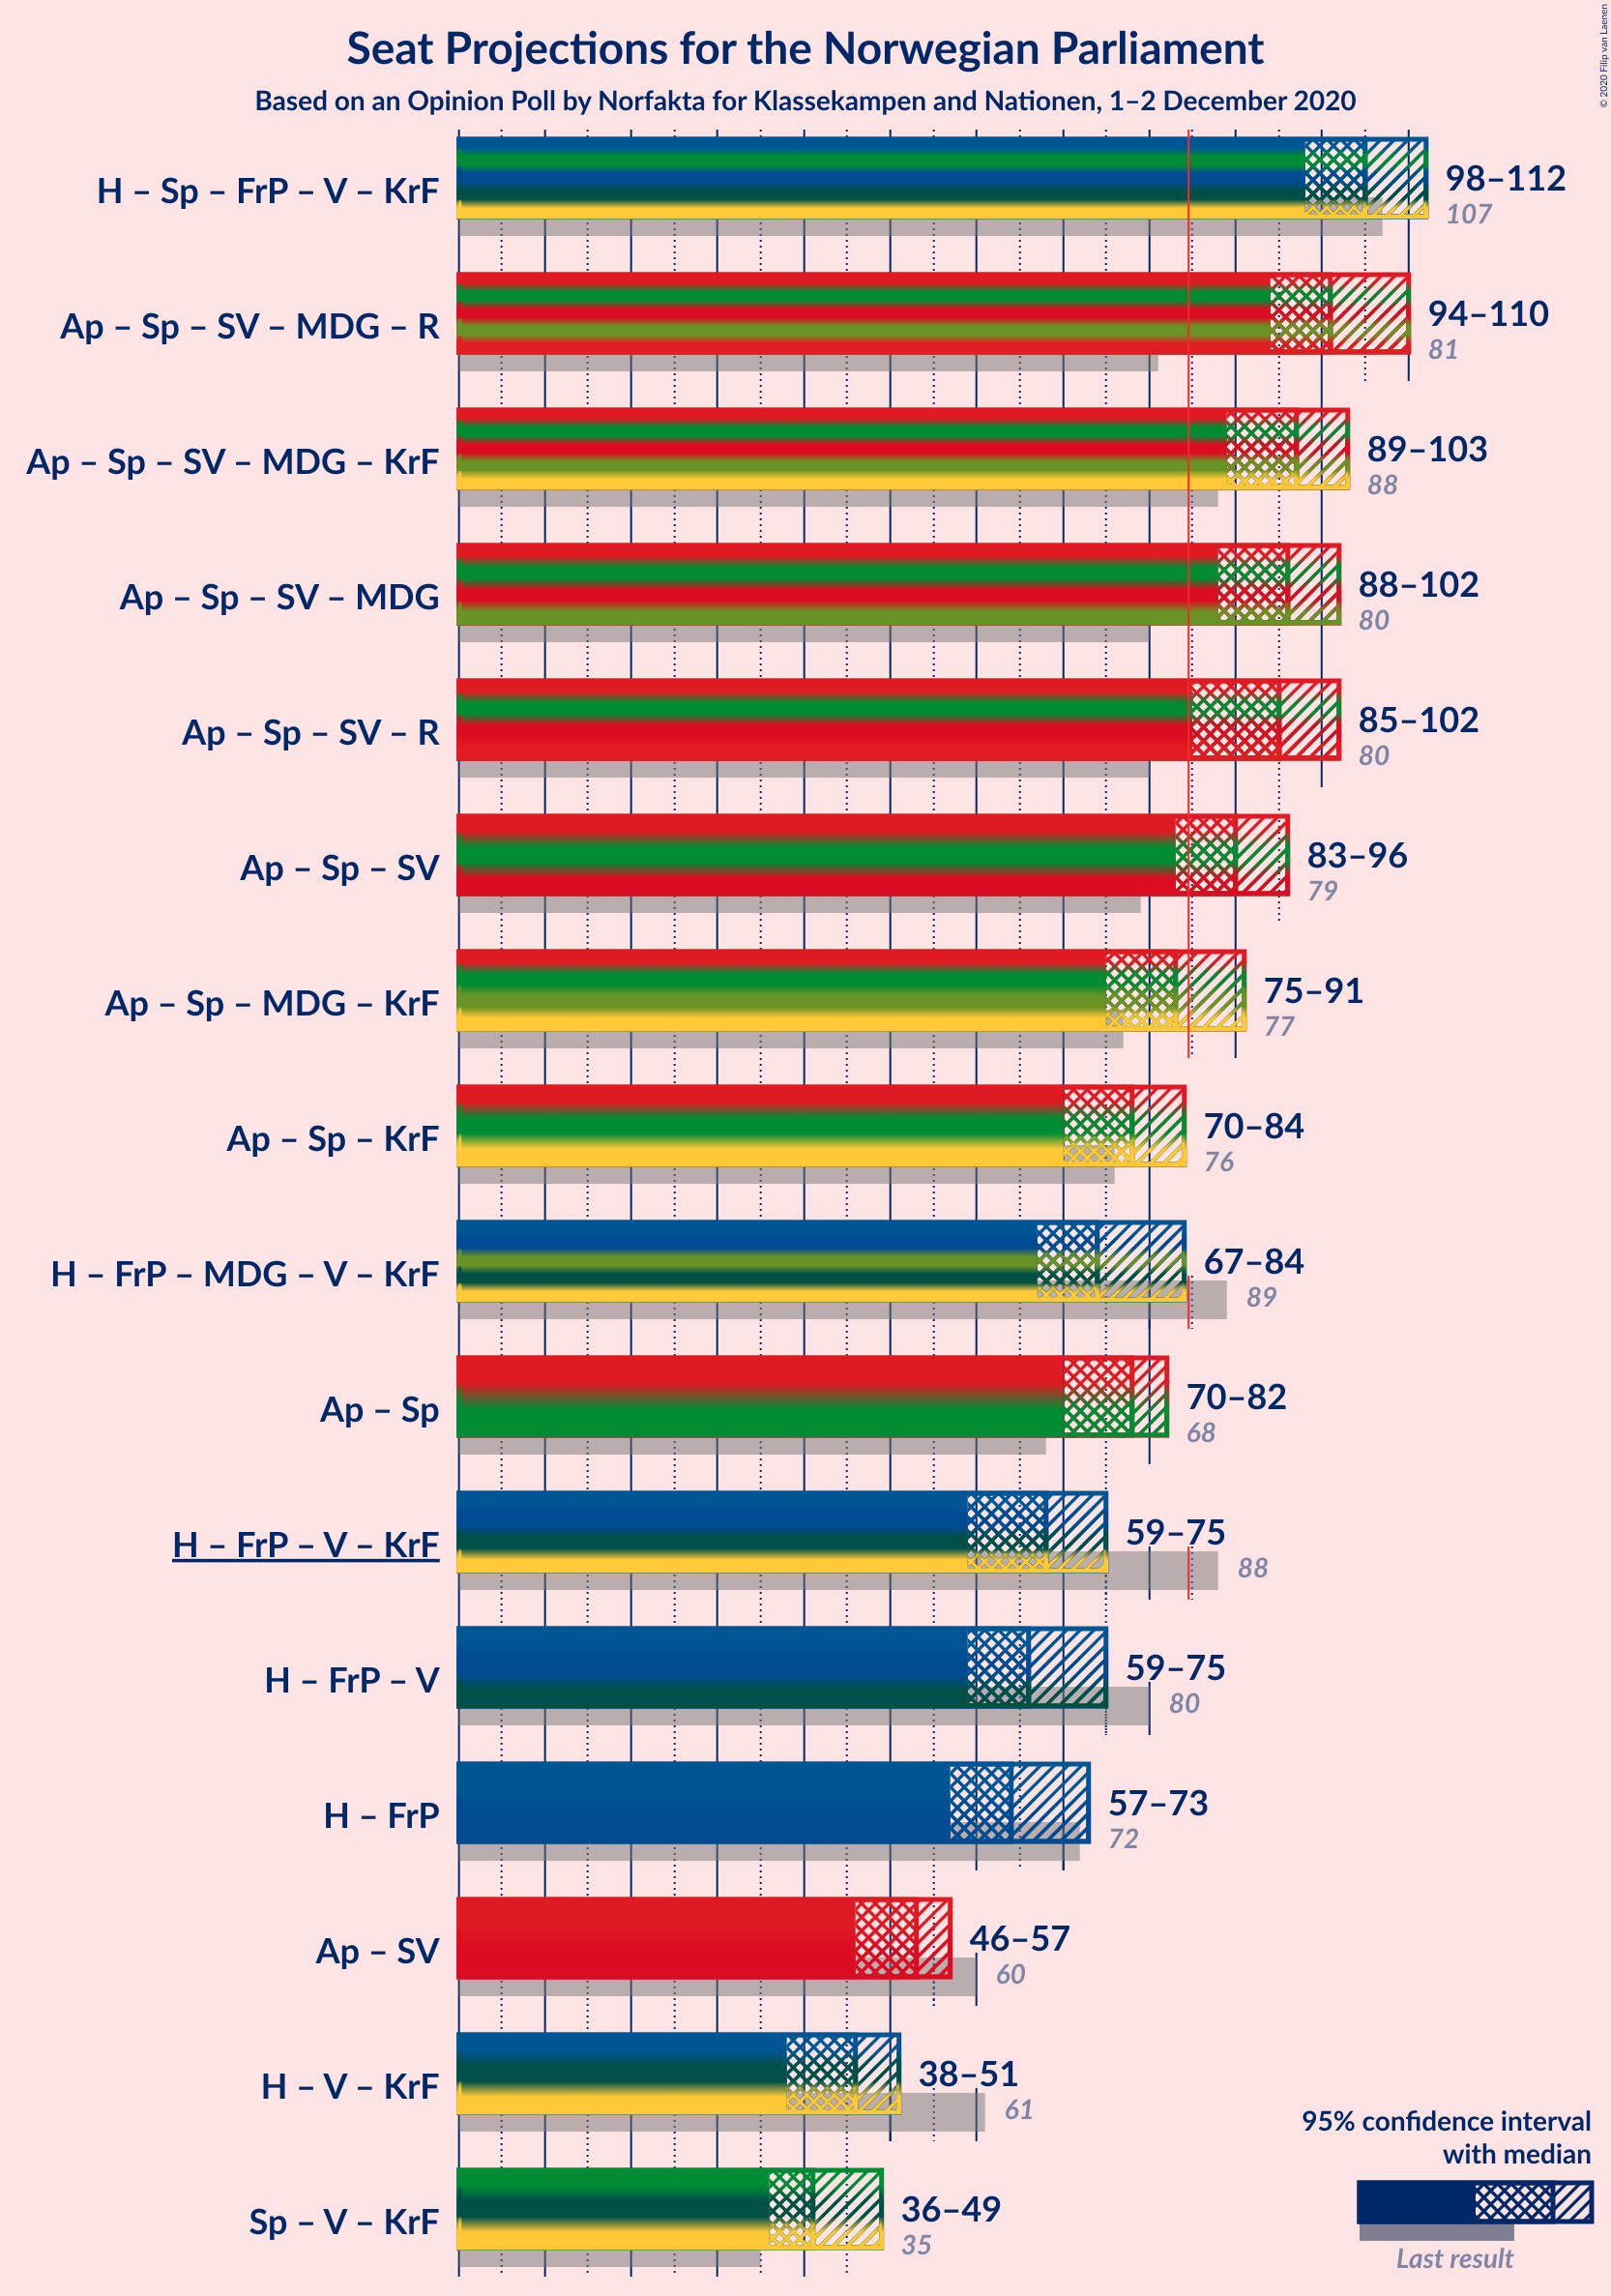 Seat Projections for the Norwegian Parliament
Based on an Opinion Poll by Norfakta for Klassekampen and Nationen, 1–2 December 2020
© 2020 Filip van Laenen
H – Sp – FrP – V – KrF
98–112
107
Ap – Sp – SV – MDG – R
94–110
81
Ap – Sp – SV – MDG – KrF
89–103
88
Ap – Sp – SV – MDG
88–102
80
Ap – Sp – SV – R
85–102
80
Ap – Sp – SV
83–96
79
Ap – Sp – MDG – KrF
75–91
77
Ap – Sp – KrF
70–84
76
H – FrP – MDG – V – KrF
67–84
89
Ap – Sp
70–82
68
H – FrP – V – KrF
59–75
88
H – FrP – V
59–75
80
H – FrP
57–73
72
Ap – SV
46–57
60
H – V – KrF
38–51
61
Sp – V – KrF
36–49
35
95% confidence interval
with median
Last result